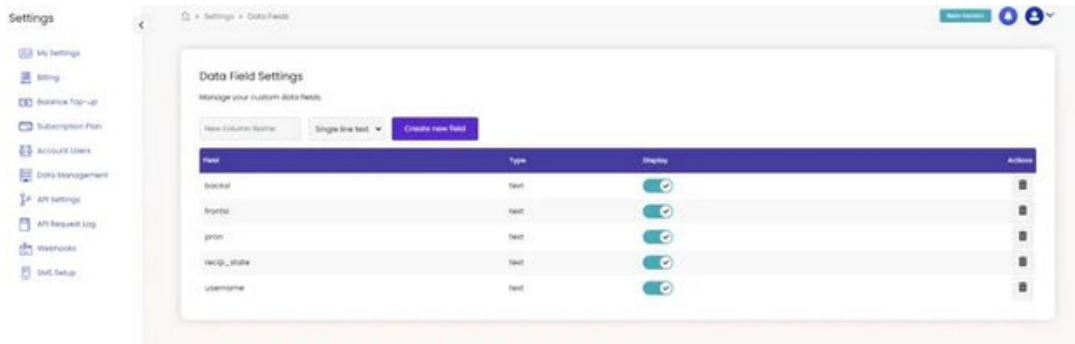 Settings
Settings > Data Fields
My Settings
Billing
Balance Top-up
Subscription Plan
Account Users
Data Management
API Settings
API Request Log
Webhooks
SMS Setup
Data Field Settings
Manage your custom data fields.
New Column Name
Single line text
Create new field
Field Type Display Actions
text
text
pron text
recip_state text
username text